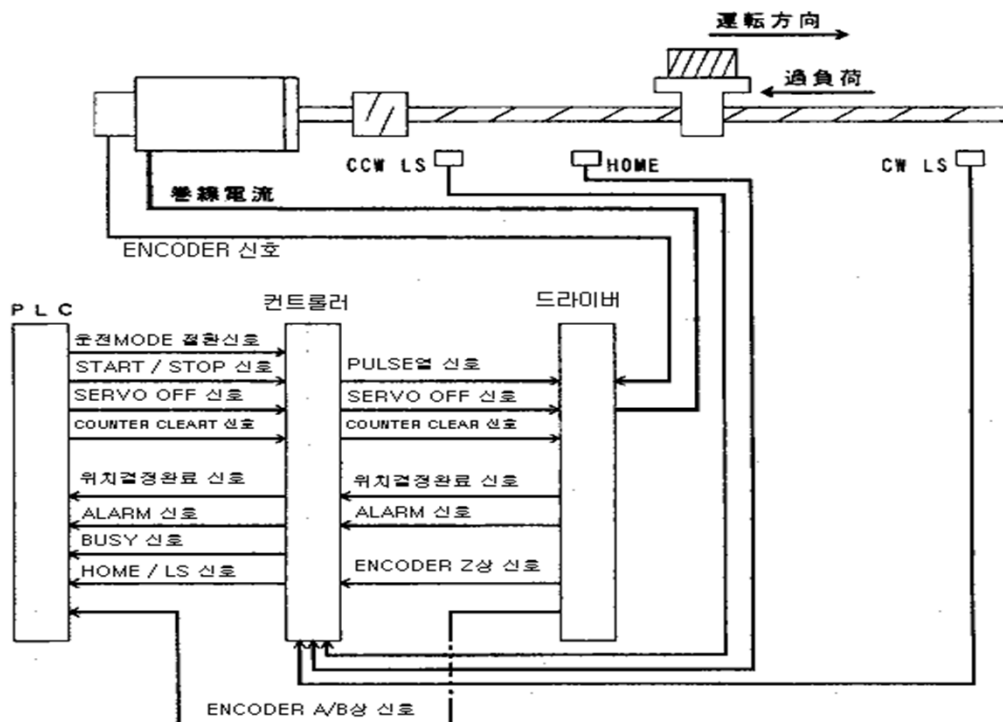 運転方向
過負荷
CCW LS
HOME
CW LS
巻線電流
ENCODER 신호
PLC
컨트롤러
드라이버
운전MODE 절환신호
START / STOP 신호
SERVO OFF 신호
COUNTER CLEART 신호
위치결정완료 신호
ALARM 신호
BUSY 신호
HOME / LS 신호
PULSE열 신호
SERVO OFF 신호
COUNTER CLEAR 신호
위치결정완료 신호
ALARM 신호
ENCODER Z상 신호
ENCODER A/B상 신호